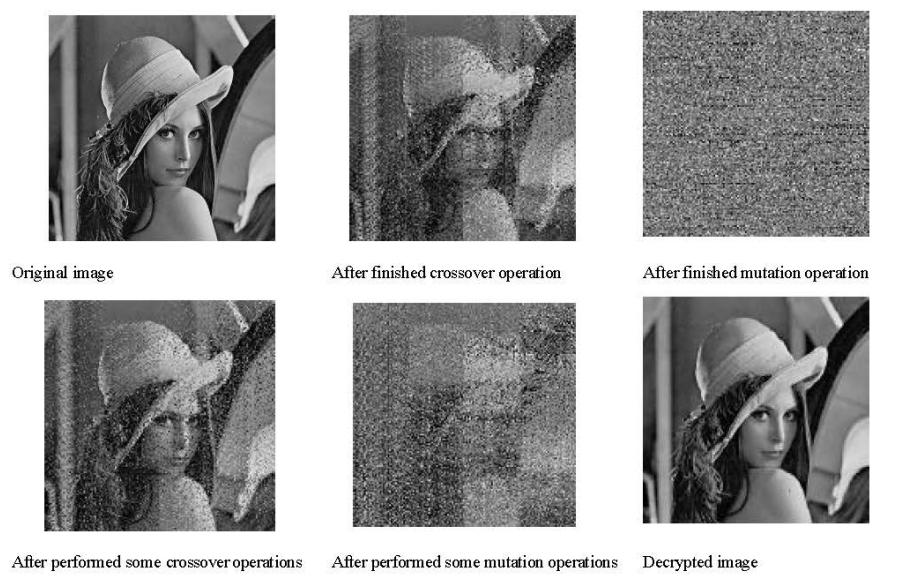 Original image
After finished crossover operation
After finished mutation operation
After performed some crossover operations
After performed some mutation operations
Decrypted image